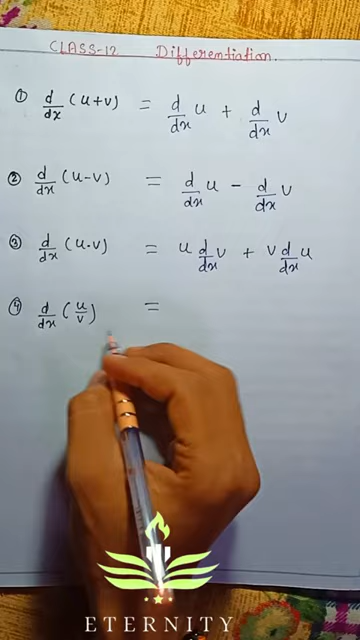 CLASS-12 Differentiation.
① d/dx (u+v) = d/dx u + d/dx v
② d/dx (u-v) = d/dx u - d/dx v
③ d/dx (u.v) = u d/dx v + v d/dx u
④ d/dx (u/v) =
ETERNITY